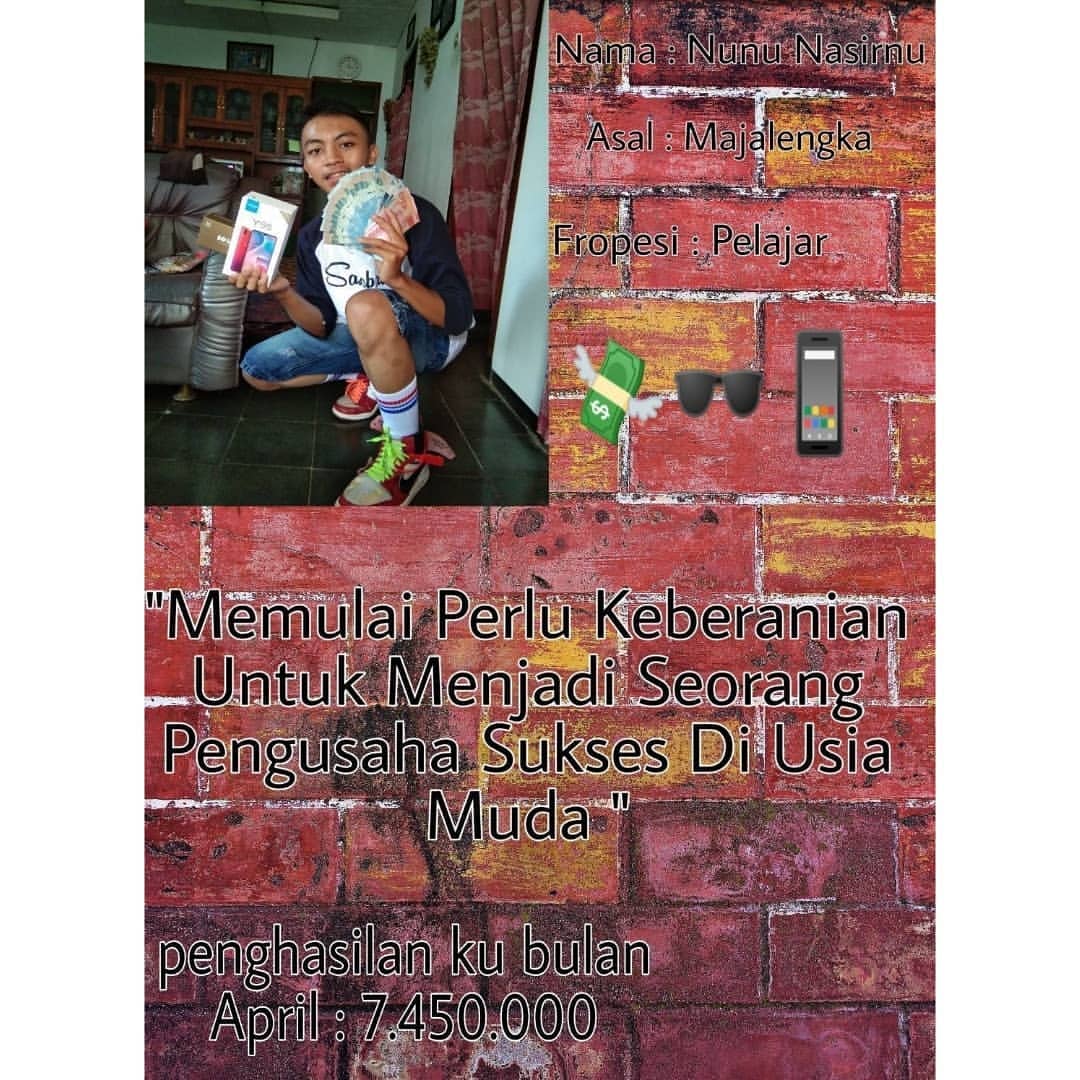 Nama : Nunu Nasirnu
Asal : Majalengka
Fropesi : Pelajar
Y95
"Memulai Perlu Keberanian
Untuk Menjadi Seorang
Pengusaha Sukses Di Usia
Muda "
penghasilan ku bulan
April : 7.450.000